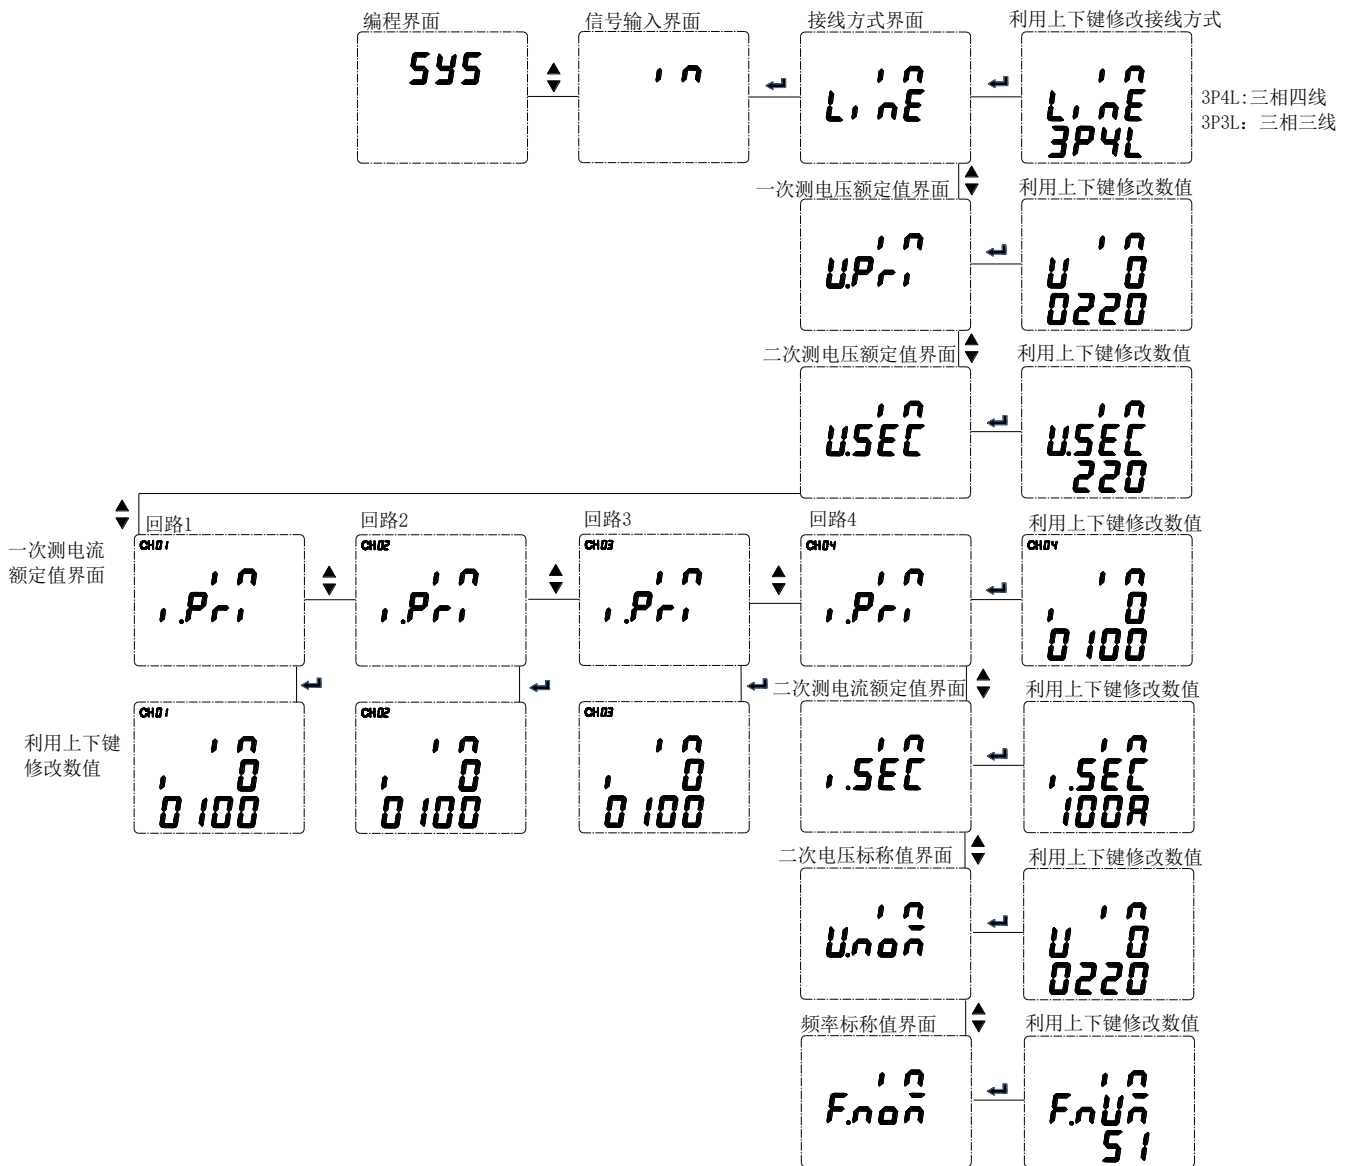 编程界面
SYS
信号输入界面
in
接线方式界面
in
LinE
利用上下键修改接线方式
in
LinE
3P4L
3P4L:三相四线
3P3L：三相三线
一次测电压额定值界面
in
U.Pri
利用上下键修改数值
in
U 0
0220
二次测电压额定值界面
in
U.SEC
利用上下键修改数值
in
U.SEC
220
一次测电流
额定值界面
回路1
CH01
in
i.Pri
回路2
CH02
in
i.Pri
回路3
CH03
in
i.Pri
回路4
CH04
in
i.Pri
利用上下键修改数值
CH04
in
i 0
0100
利用上下键
修改数值
CH01
in
i 0
0100
CH02
in
i 0
0100
CH03
in
i 0
0100
二次测电流额定值界面
in
i.SEC
利用上下键修改数值
in
i.SEC
100A
二次电压标称值界面
in
U.nom
利用上下键修改数值
in
U 0
0220
频率标称值界面
in
F.nom
利用上下键修改数值
in
F.nUm
51